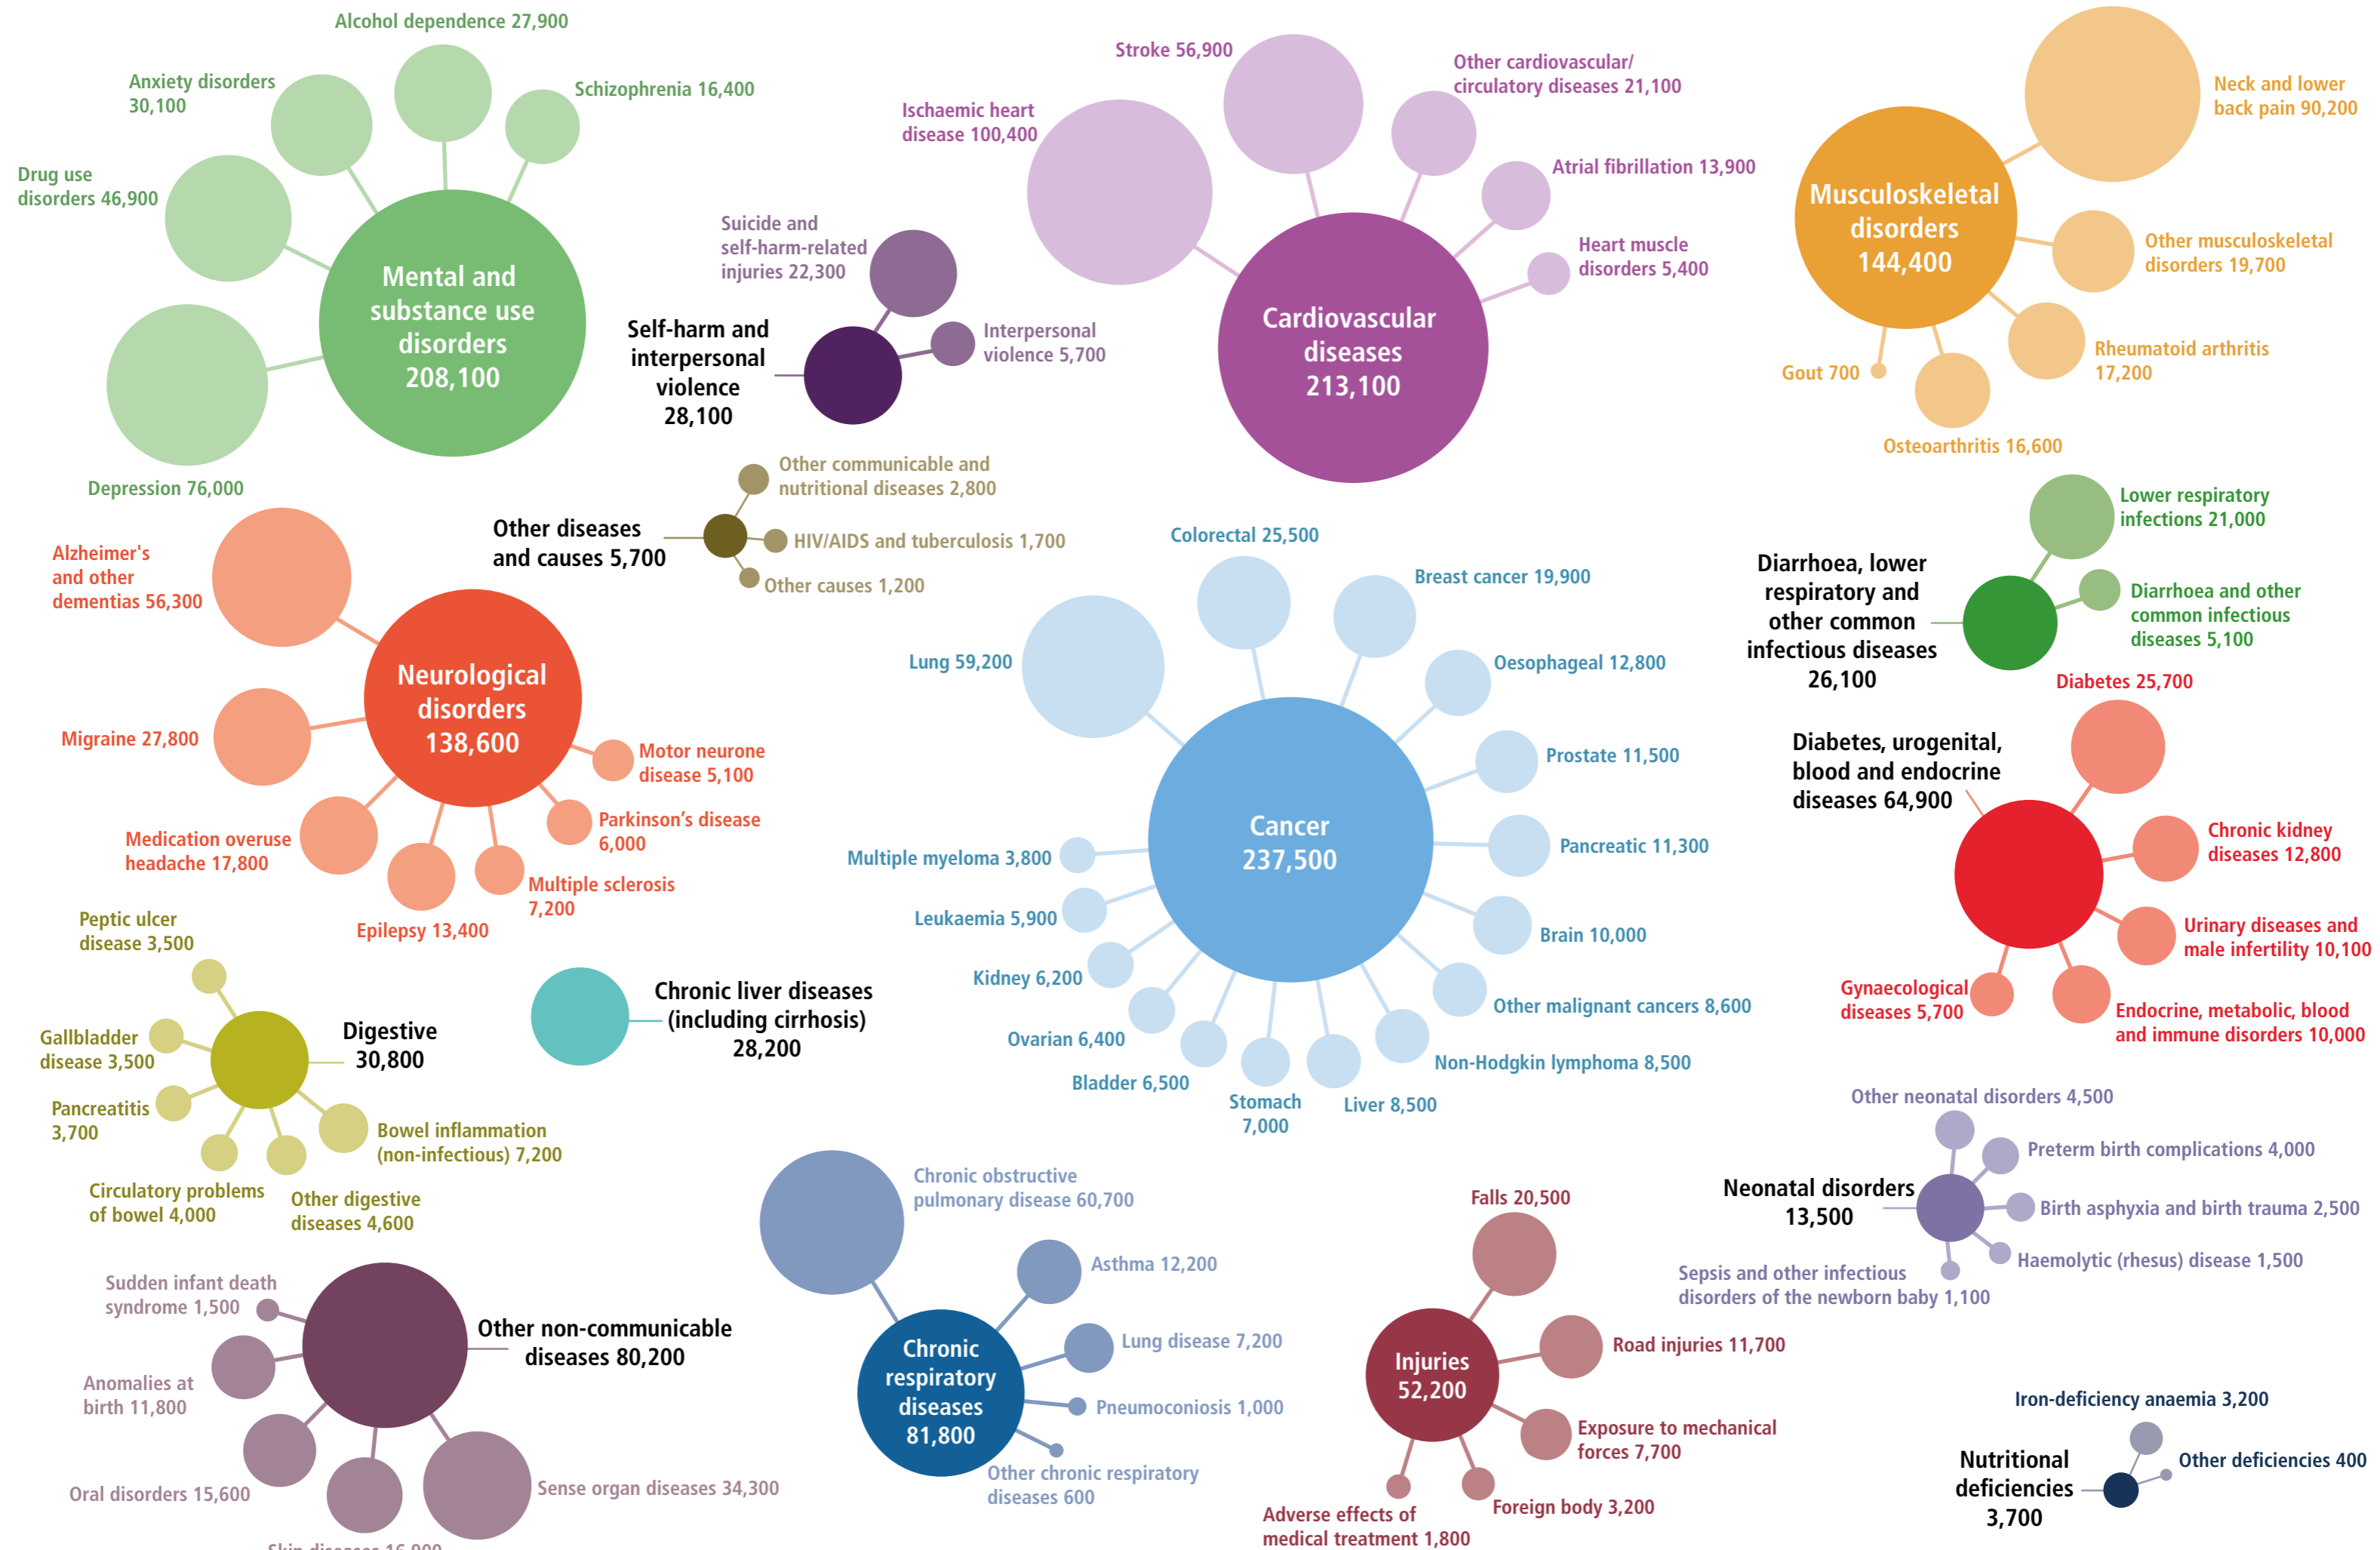 Alcohol dependence 27,900
Anxiety disorders
30,100
Schizophrenia 16,400
Drug use
disorders 46,900
Mental and
substance use
disorders
208,100
Depression 76,000
Suicide and
self-harm-related
injuries 22,300
Self-harm and
interpersonal
violence
28,100
Interpersonal
violence 5,700
Stroke 56,900
Other cardiovascular/
circulatory diseases 21,100
Ischaemic heart
disease 100,400
Atrial fibrillation 13,900
Heart muscle
disorders 5,400
Cardiovascular
diseases
213,100
Neck and lower
back pain 90,200
Musculoskeletal
disorders
144,400
Other musculoskeletal
disorders 19,700
Rheumatoid arthritis
17,200
Gout 700
Osteoarthritis 16,600
Other communicable and
nutritional diseases 2,800
Other diseases
and causes 5,700
HIV/AIDS and tuberculosis 1,700
Other causes 1,200
Lower respiratory
infections 21,000
Diarrhoea, lower
respiratory and
other common
infectious diseases
26,100
Diarrhoea and other
common infectious
diseases 5,100
Alzheimer's
and other
dementias 56,300
Neurological
disorders
138,600
Migraine 27,800
Motor neurone
disease 5,100
Medication overuse
headache 17,800
Parkinson’s disease
6,000
Multiple sclerosis
7,200
Epilepsy 13,400
Colorectal 25,500
Breast cancer 19,900
Lung 59,200
Oesophageal 12,800
Prostate 11,500
Cancer
237,500
Pancreatic 11,300
Multiple myeloma 3,800
Leukaemia 5,900
Brain 10,000
Kidney 6,200
Other malignant cancers 8,600
Ovarian 6,400
Non-Hodgkin lymphoma 8,500
Bladder 6,500
Stomach
7,000
Liver 8,500
Diabetes 25,700
Diabetes, urogenital,
blood and endocrine
diseases 64,900
Chronic kidney
diseases 12,800
Urinary diseases and
male infertility 10,100
Gynaecological
diseases 5,700
Endocrine, metabolic, blood
and immune disorders 10,000
Peptic ulcer
disease 3,500
Gallbladder
disease 3,500
Digestive
30,800
Pancreatitis
3,700
Bowel inflammation
(non-infectious) 7,200
Circulatory problems
of bowel 4,000
Other digestive
diseases 4,600
Chronic liver diseases
(including cirrhosis)
28,200
Other neonatal disorders 4,500
Preterm birth complications 4,000
Neonatal disorders
13,500
Birth asphyxia and birth trauma 2,500
Haemolytic (rhesus) disease 1,500
Sepsis and other infectious
disorders of the newborn baby 1,100
Sudden infant death
syndrome 1,500
Other non-communicable
diseases 80,200
Anomalies at
birth 11,800
Oral disorders 15,600
Sense organ diseases 34,300
Skin diseases 16,900
Chronic obstructive
pulmonary disease 60,700
Asthma 12,200
Lung disease 7,200
Chronic
respiratory
diseases
81,800
Pneumoconiosis 1,000
Other chronic respiratory
diseases 600
Falls 20,500
Road injuries 11,700
Injuries
52,200
Exposure to mechanical
forces 7,700
Foreign body 3,200
Adverse effects of
medical treatment 1,800
Iron-deficiency anaemia 3,200
Nutritional
deficiencies
3,700
Other deficiencies 400